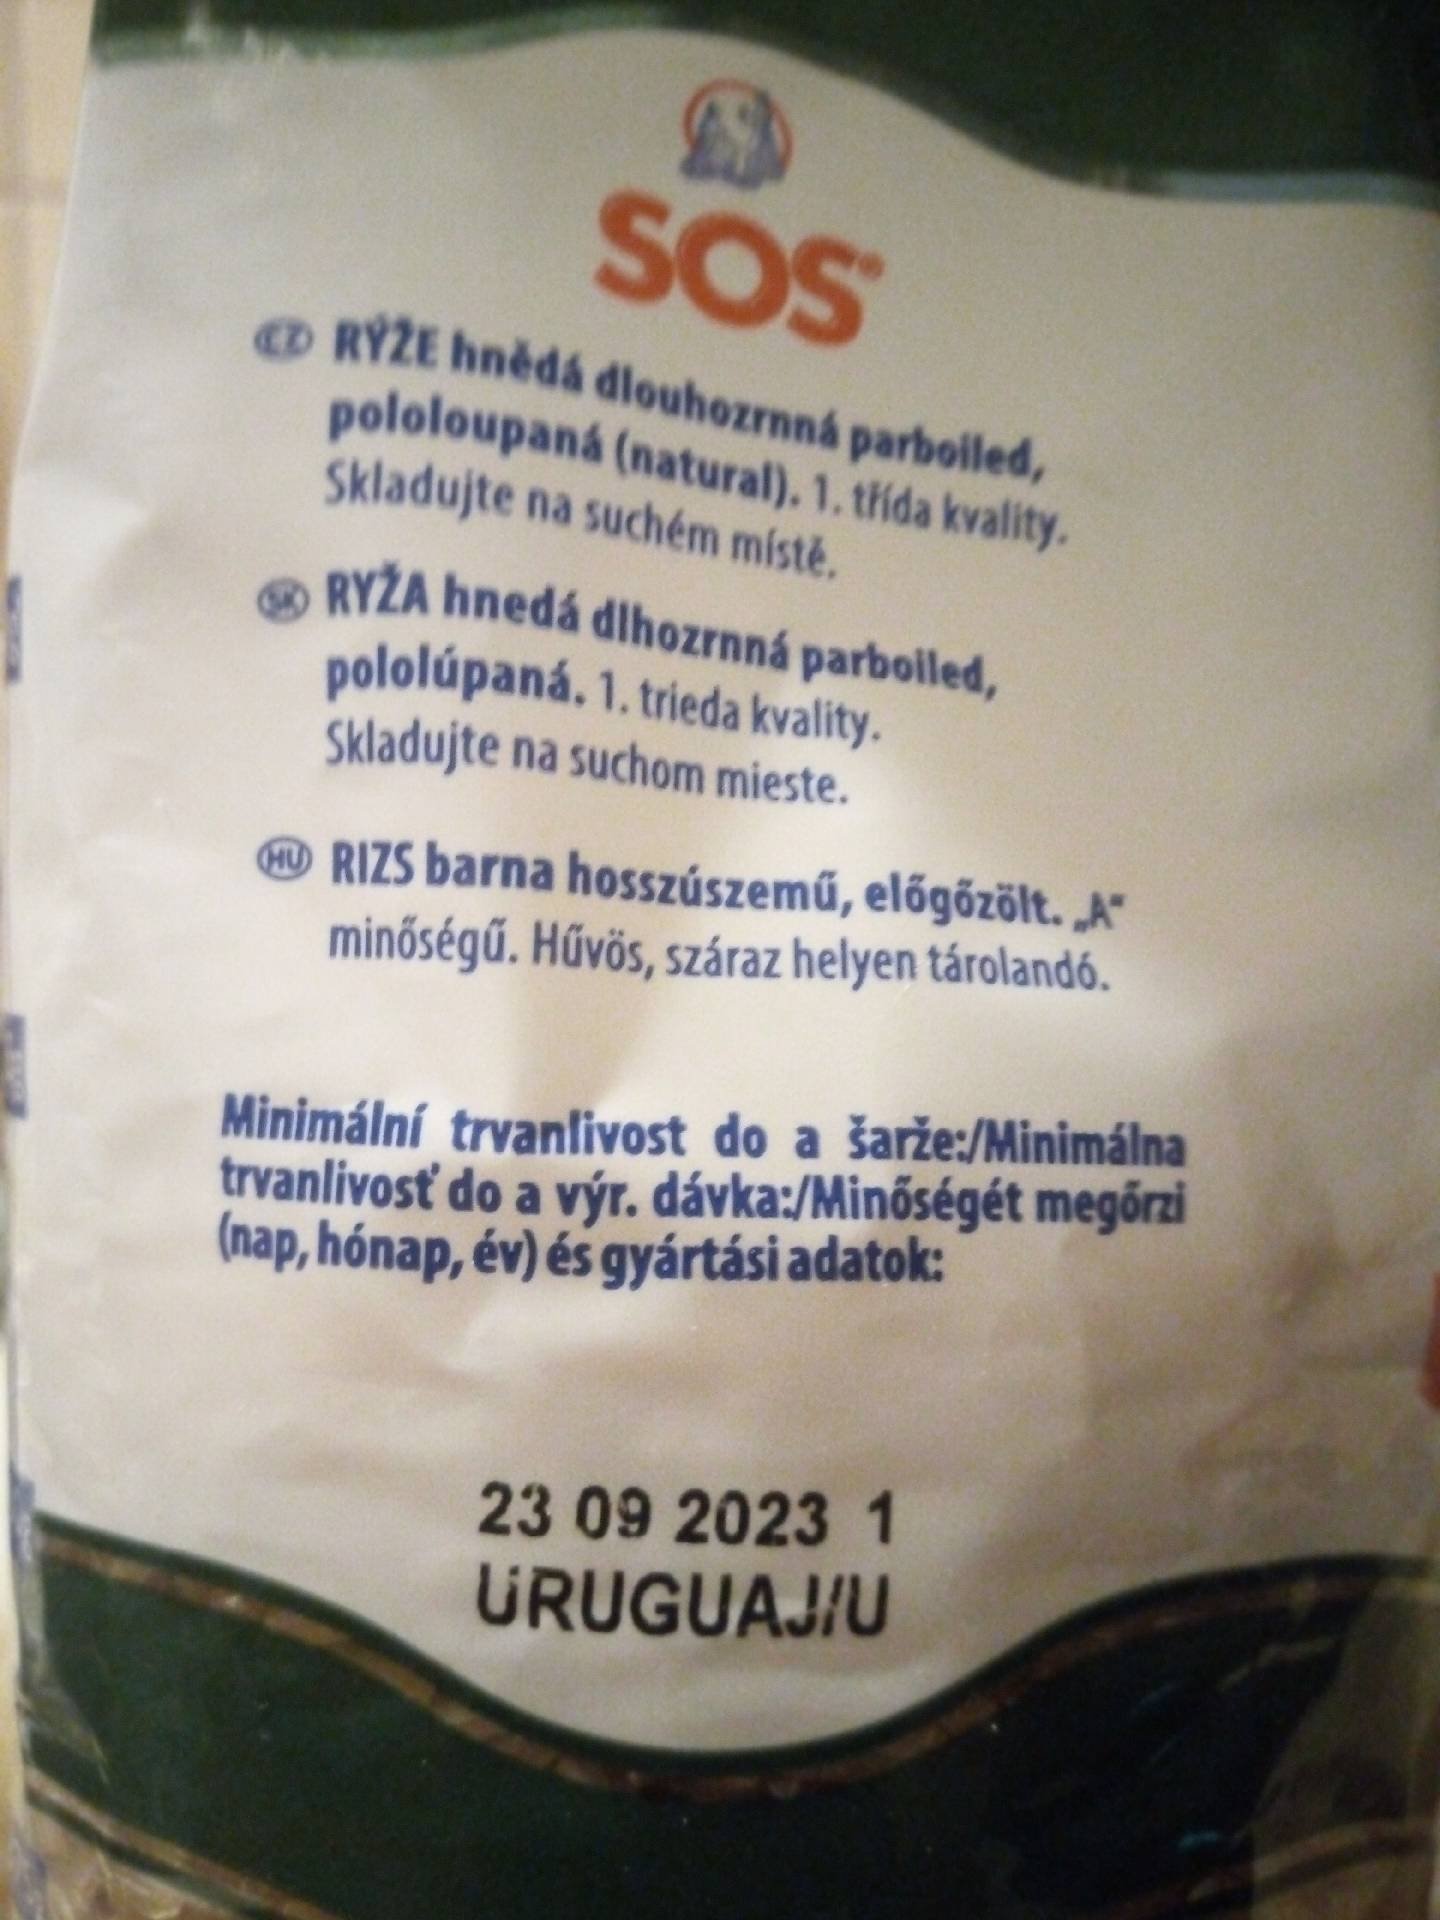 SOS®
CZ RÝŽE hnědá dlouhozrnná parboiled,
pololoupaná (natural). 1. třída kvality.
Skladujte na suchém místě.
SK RYŽA hnedá dlhozrnná parboiled,
pololúpaná. 1. trieda kvality.
Skladujte na suchom mieste.
HU RIZS barna hosszúszemű, előgőzölt. „A“
minőségű. Hűvös, száraz helyen tárolandó.
Minimální trvanlivost do a šarže:/Minimálna
trvanlivosť do a výr. dávka:/Minőségét megőrzi
(nap, hónap, év) és gyártási adatok:
23 09 2023 1
URUGUAJ/U